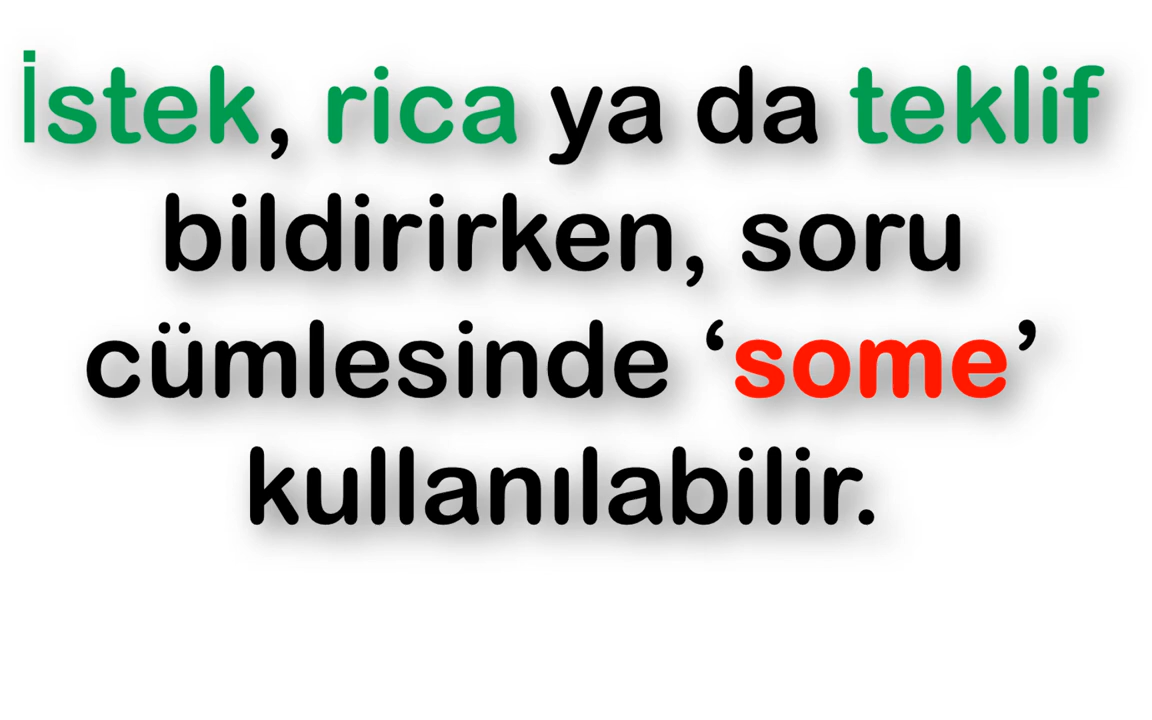 İstek, rica ya da teklif
bildirirken, soru
cümlesinde ‘some’
kullanılabilir.